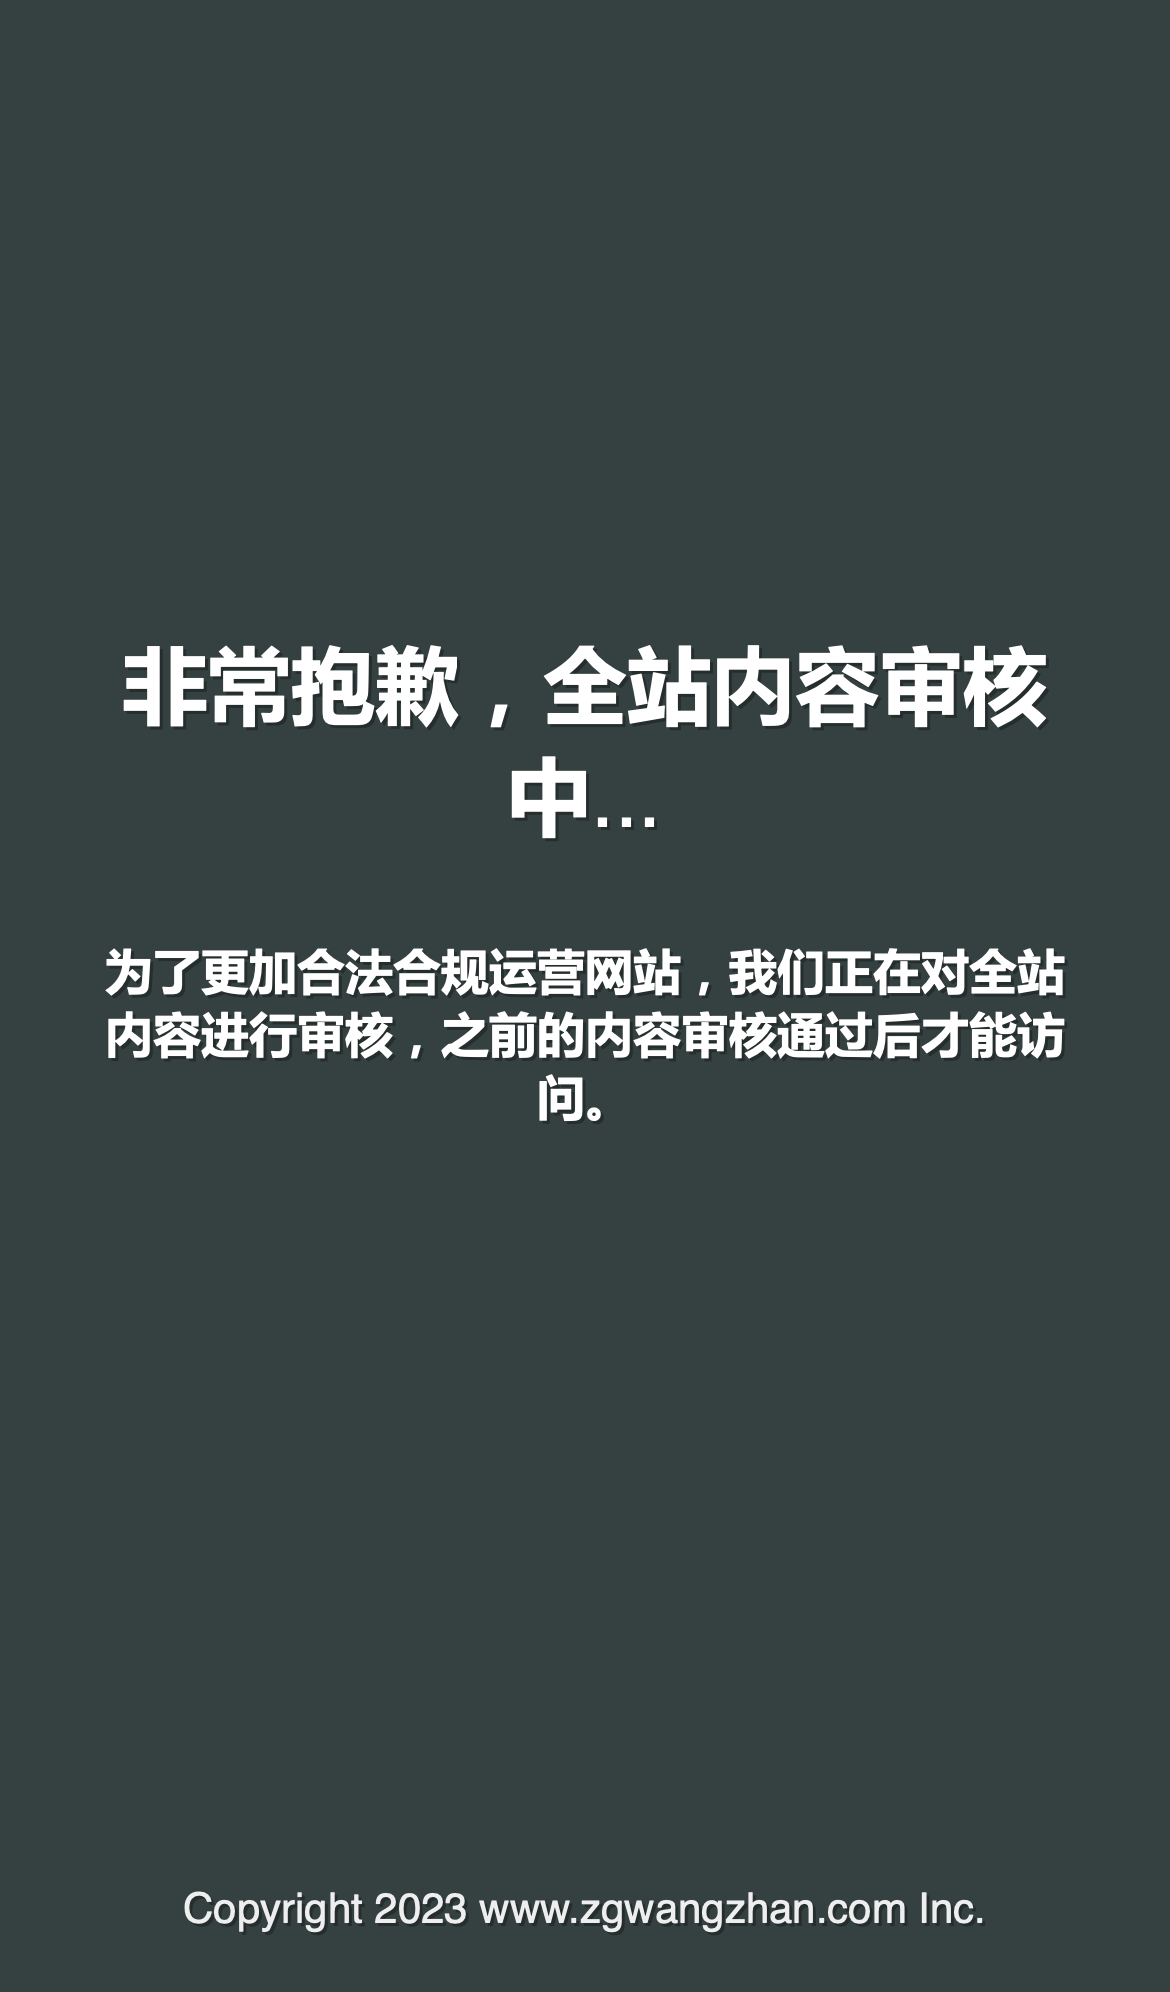 非常抱歉，全站内容审核
中...
为了更加合法合规运营网站，我们正在对全站
内容进行审核，之前的内容审核通过后才能访
问。
Copyright 2023 www.zgwangzhan.com Inc.